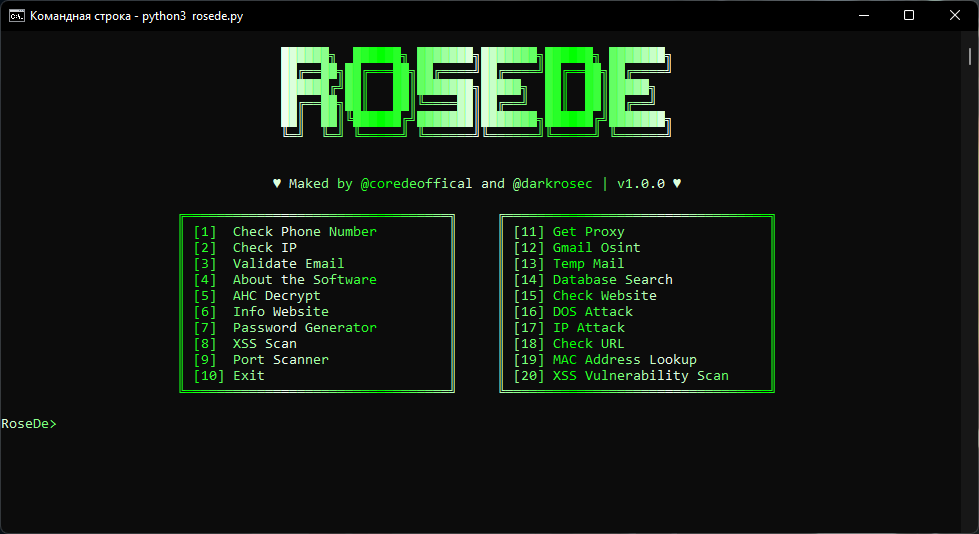 Командная строка - python3 rosede.py
ROSEDE
♥ Maked by @coredeoffical and @darkrosec | v1.0.0 ♥
[1] Check Phone Number
[2] Check IP
[3] Validate Email
[4] About the Software
[5] AHC Decrypt
[6] Info Website
[7] Password Generator
[8] XSS Scan
[9] Port Scanner
[10] Exit
[11] Get Proxy
[12] Gmail Osint
[13] Temp Mail
[14] Database Search
[15] Check Website
[16] DOS Attack
[17] IP Attack
[18] Check URL
[19] MAC Address Lookup
[20] XSS Vulnerability Scan
RoseDe>